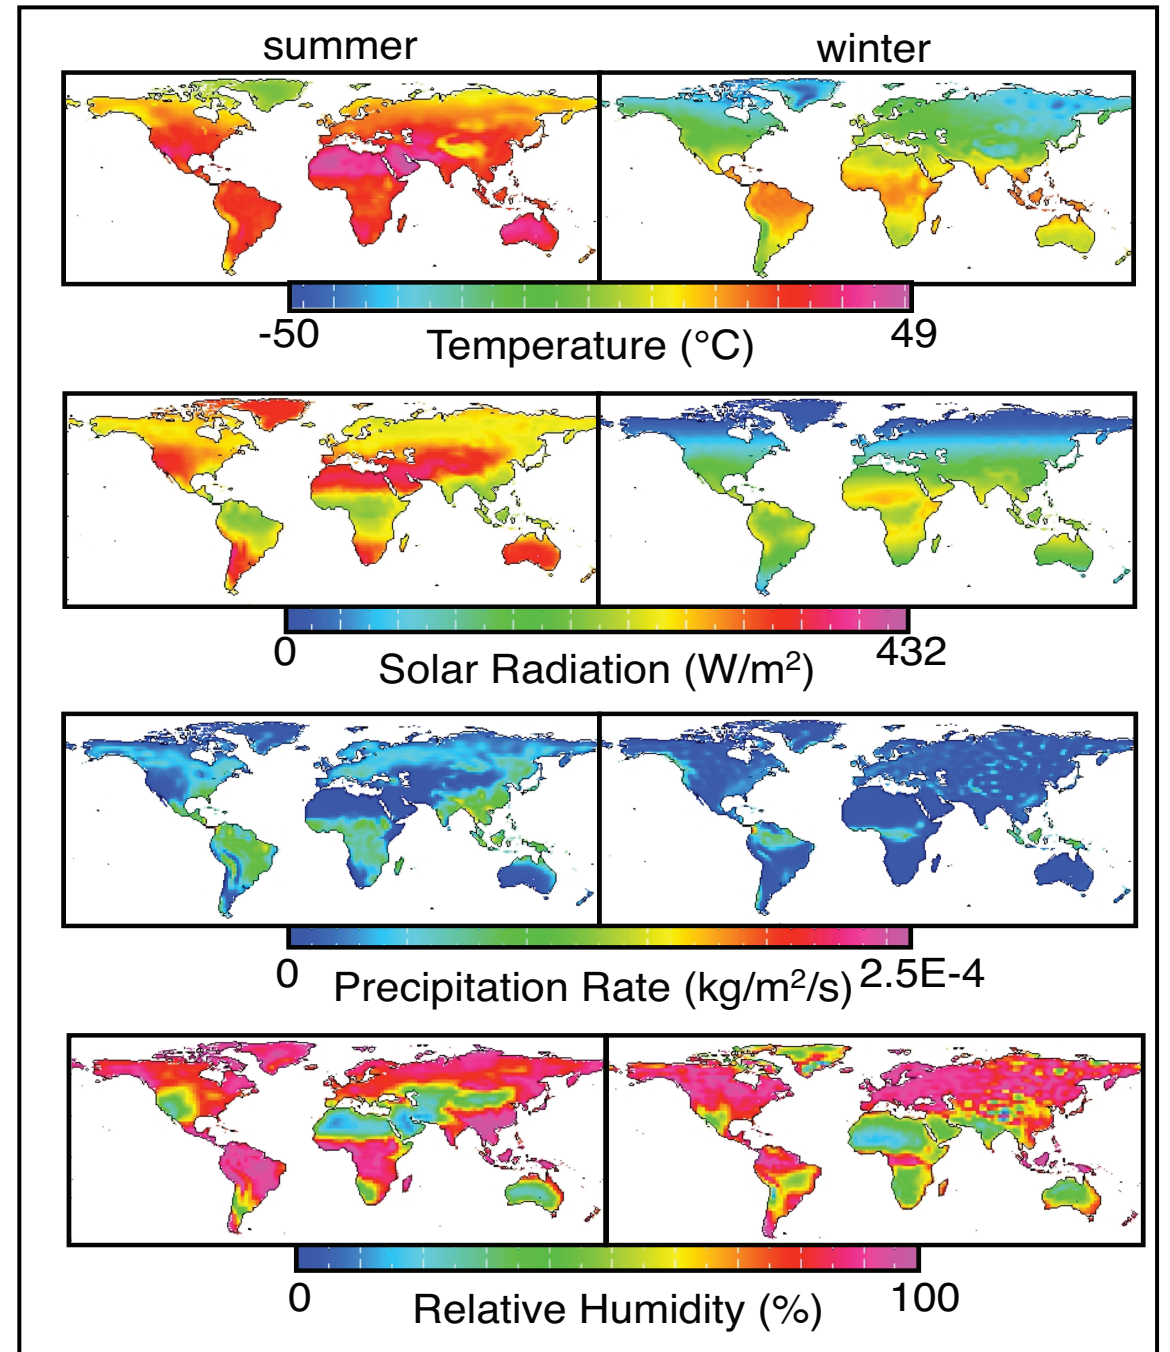 summer winter
-50 49
Temperature (°C)
0 432
Solar Radiation (W/m²)
0 2.5E-4
Precipitation Rate (kg/m²/s)
0 100
Relative Humidity (%)